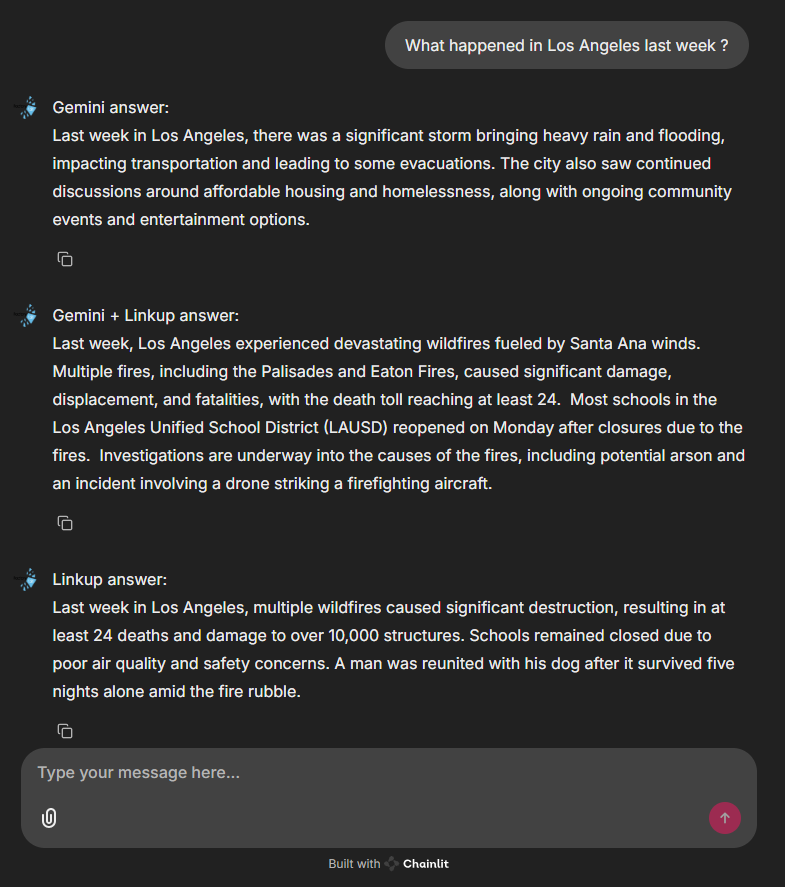 What happened in Los Angeles last week ?
Gemini answer:
Last week in Los Angeles, there was a significant storm bringing heavy rain and flooding,
impacting transportation and leading to some evacuations. The city also saw continued
discussions around affordable housing and homelessness, along with ongoing community
events and entertainment options.
Gemini + Linkup answer:
Last week, Los Angeles experienced devastating wildfires fueled by Santa Ana winds.
Multiple fires, including the Palisades and Eaton Fires, caused significant damage,
displacement, and fatalities, with the death toll reaching at least 24.  Most schools in the
Los Angeles Unified School District (LAUSD) reopened on Monday after closures due to the
fires.  Investigations are underway into the causes of the fires, including potential arson and
an incident involving a drone striking a firefighting aircraft.
Linkup answer:
Last week in Los Angeles, multiple wildfires caused significant destruction, resulting in at
least 24 deaths and damage to over 10,000 structures. Schools remained closed due to
poor air quality and safety concerns. A man was reunited with his dog after it survived five
nights alone amid the fire rubble.
Type your message here...
Built with Chainlit